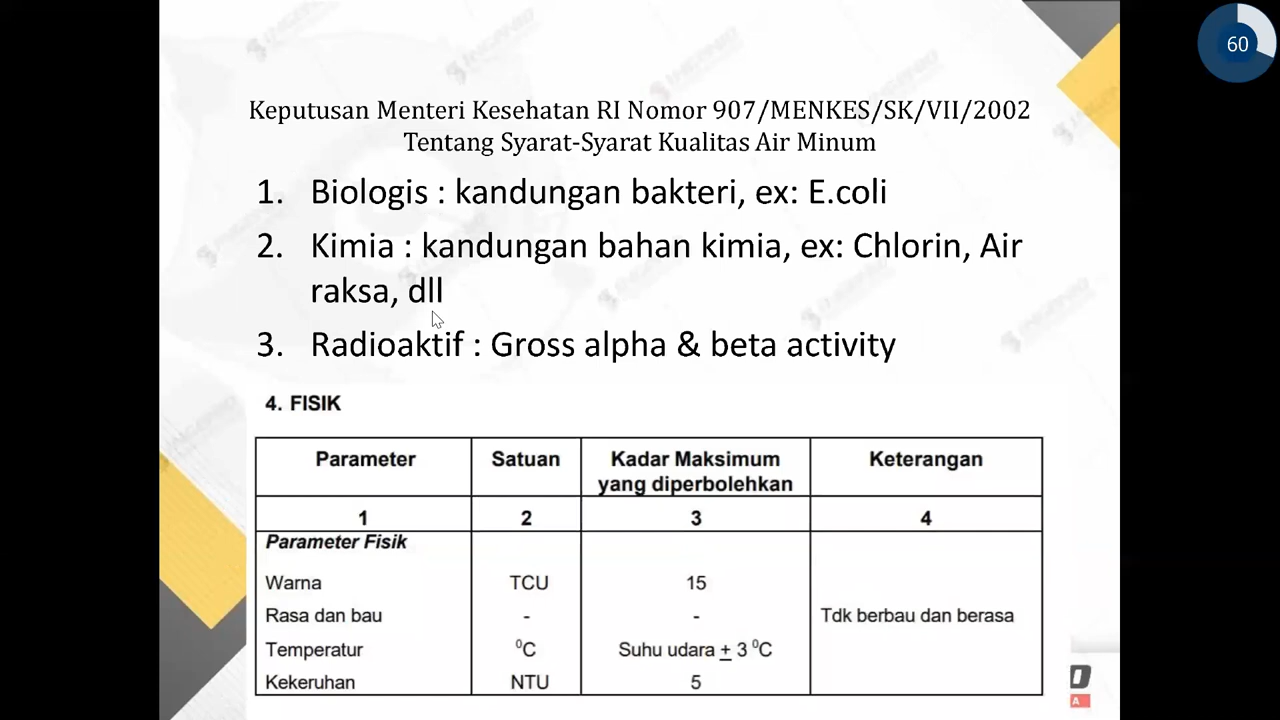 60
Keputusan Menteri Kesehatan RI Nomor 907/MENKES/SK/VII/2002
Tentang Syarat-Syarat Kualitas Air Minum
1. Biologis : kandungan bakteri, ex: E.coli
2. Kimia : kandungan bahan kimia, ex: Chlorin, Air
raksa, dll
3. Radioaktif : Gross alpha & beta activity
4. FISIK
Parameter Satuan Kadar Maksimum yang diperbolehkan Keterangan
1 2 3 4
Parameter Fisik
Warna TCU 15
Rasa dan bau - - Tdk berbau dan berasa
Temperatur ⁰C Suhu udara ± 3 ⁰C
Kekeruhan NTU 5